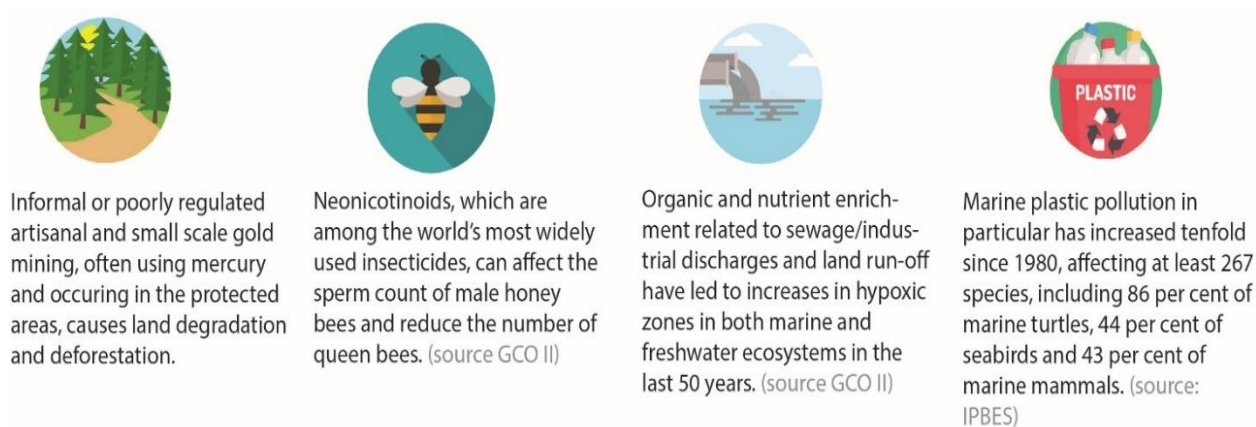 PLASTIC
Informal or poorly regulated
artisanal and small scale gold
mining, often using mercury
and occuring in the protected
areas, causes land degradation
and deforestation.
Neonicotinoids, which are
among the world's most widely
used insecticides, can affect the
sperm count of male honey
bees and reduce the number of
queen bees. (source GCO II)
Organic and nutrient enrich-
ment related to sewage/indus-
trial discharges and land run-off
have led to increases in hypoxic
zones in both marine and
freshwater ecosystems in the
last 50 years. (source GCO II)
Marine plastic pollution in
particular has increased tenfold
since 1980, affecting at least 267
species, including 86 per cent of
marine turtles, 44 per cent of
seabirds and 43 per cent of
marine mammals. (source:
IPBES)